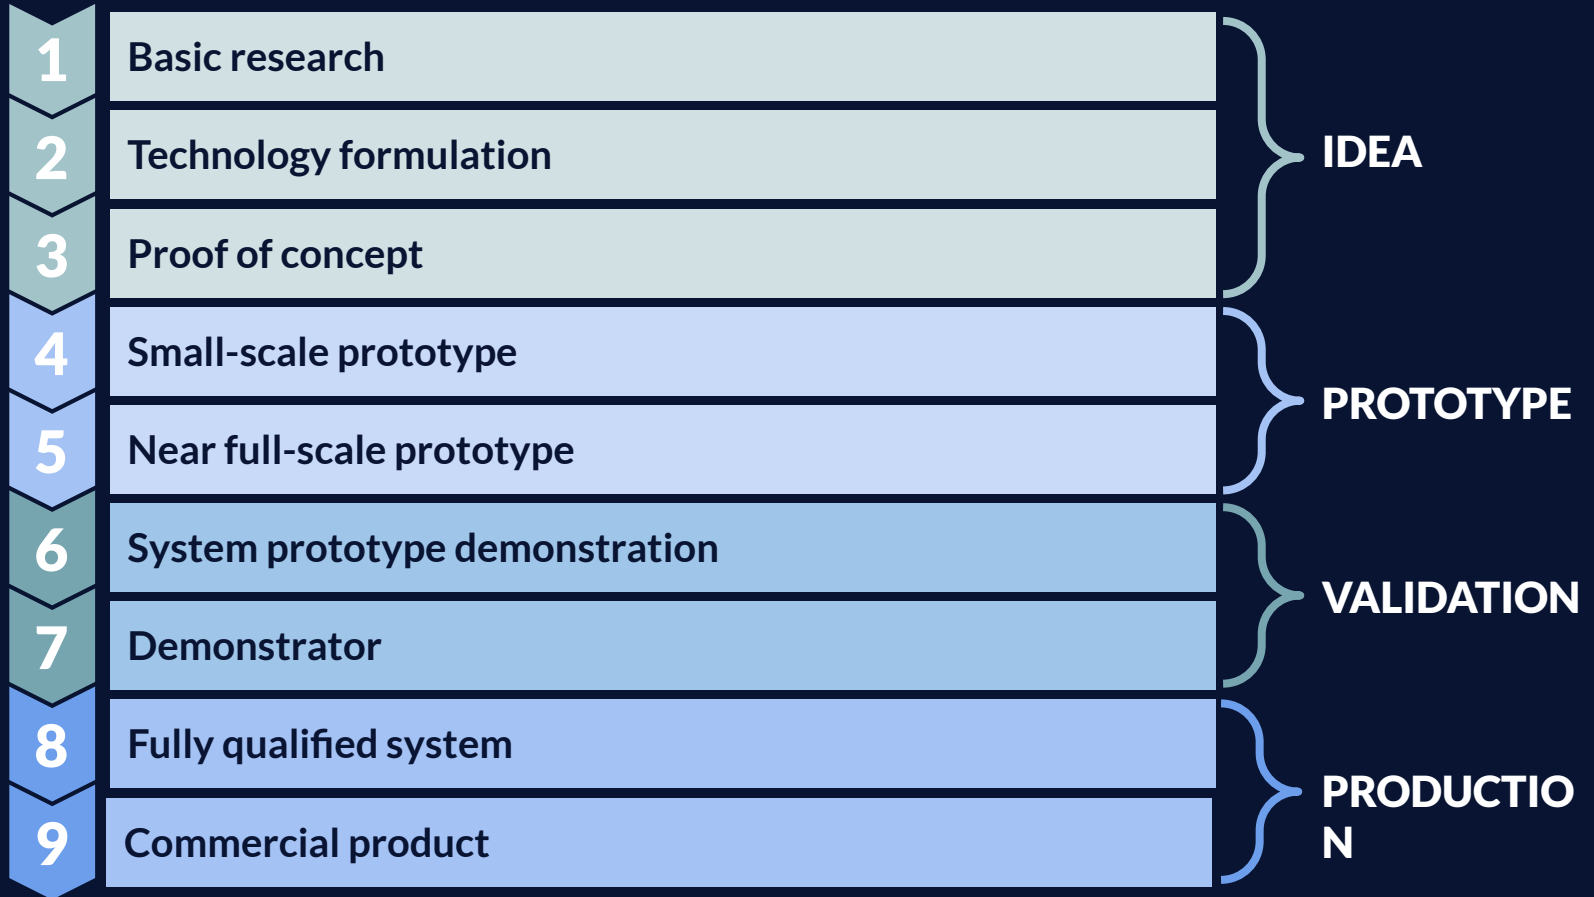 1
Basic research
2
Technology formulation
IDEA
3
Proof of concept
4
Small-scale prototype
PROTOTYPE
5
Near full-scale prototype
6
System prototype demonstration
VALIDATION
7
Demonstrator
8
Fully qualified system
PRODUCTIO
N
9
Commercial product